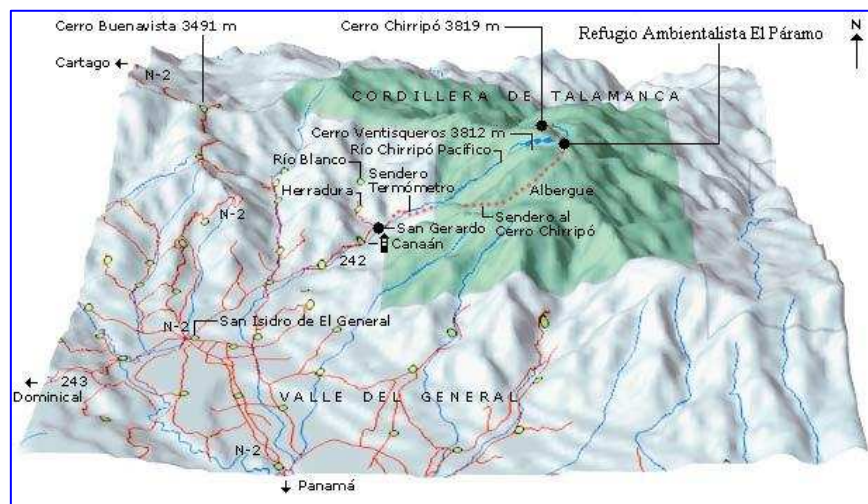 Cerro Buenavista 3491 m
Cerro Chirripó 3819 m
Refugio Ambientalista El Páramo
N
Cartago
N-2
CORDILLERA DE TALAMANCA
Cerro Ventisqueros 3812 m
Río Chirripó Pacífico
Río Blanco
Sendero
Termómetro
Herradura
Albergue
N-2
Sendero al
Cerro Chirripó
San Gerardo
Canaán
242
San Isidro de El General
N-2
243
Dominical
VALLE DEL GENERAL
N-2
Panamá